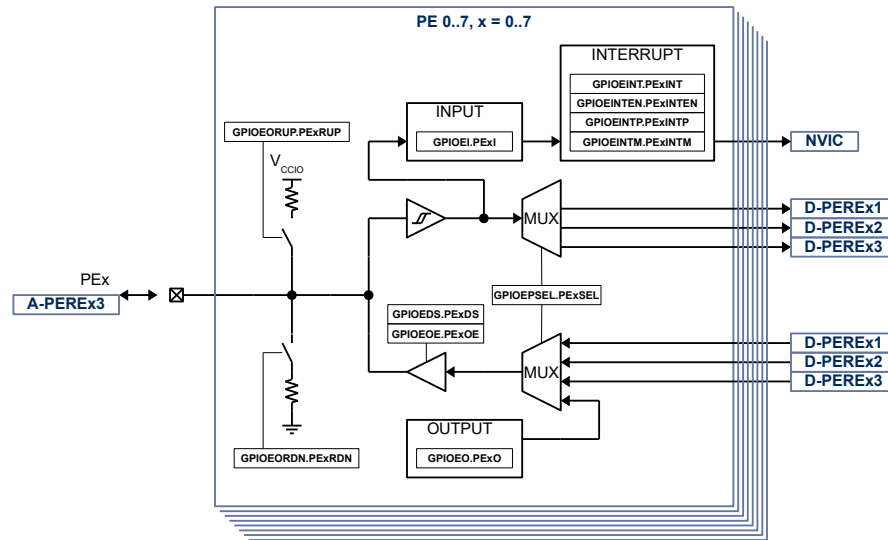 PE 0..7, x = 0..7
INTERRUPT
GPIOEINT.PExINT
GPIOEINTEN.PExINTEN
GPIOEINTP.PExINTP
GPIOEINTM.PExINTM
INPUT
GPIOEI.PExI
NVIC
GPIOEORUP.PExRUP
VCCIO
MUX
D-PEREx1
D-PEREx2
D-PEREx3
PEx
A-PEREx3
GPIOEPSEL.PExSEL
GPIOEDS.PExDS
GPIOEOE.PExOE
MUX
D-PEREx1
D-PEREx2
D-PEREx3
OUTPUT
GPIOEO.PExO
GPIOEORDN.PExRDN